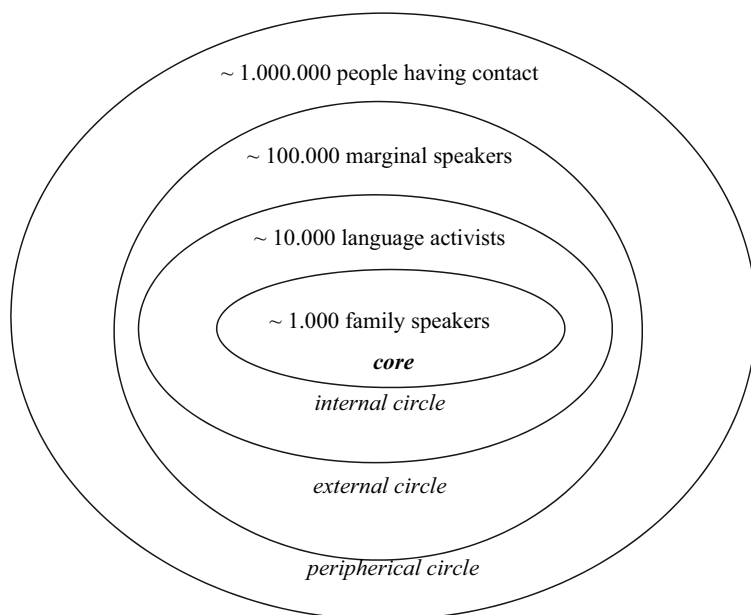 ~ 1.000.000 people having contact
~ 100.000 marginal speakers
~ 10.000 language activists
~ 1.000 family speakers
core
internal circle
external circle
peripherical circle